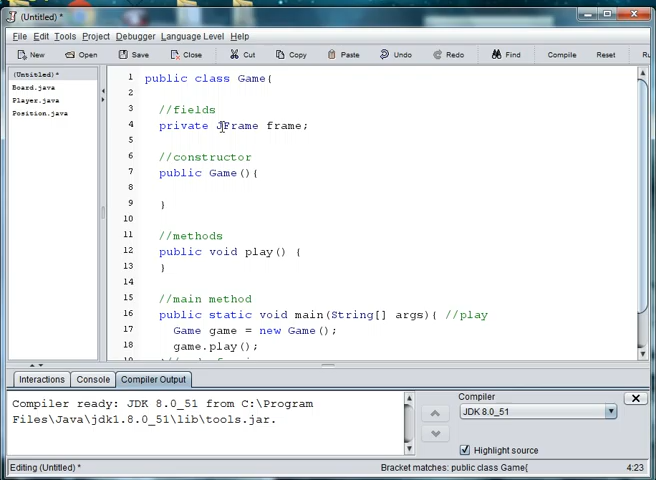 (Untitled) *
File Edit Tools Project Debugger Language Level Help
New Open Save Close Cut Copy Paste Undo Redo Find Compile Reset
(Untitled) *
Board.java
Player.java
Position.java
1 public class Game{
2
3 //fields
4 private JFrame frame;
5
6 //constructor
7 public Game(){
8
9 }
10
11 //methods
12 public void play() {
13 }
14
15 //main method
16 public static void main(String[] args){ //play
17 Game game = new Game();
18 game.play();
Interactions Console Compiler Output
Compiler ready: JDK 8.0_51 from C:\Program
Files\Java\jdk1.8.0_51\lib\tools.jar.
Compiler
JDK 8.0_51
Highlight source
Editing (Untitled) * Bracket matches: public class Game{ 4:23